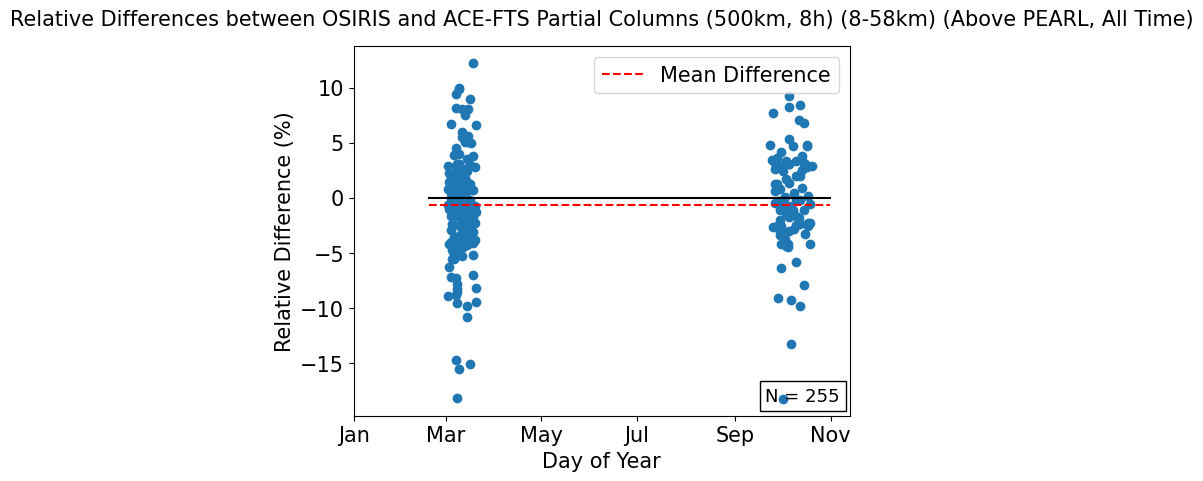 Relative Differences between OSIRIS and ACE-FTS Partial Columns (500km, 8h) (8-58km) (Above PEARL, All Time)
Mean Difference
Relative Difference (%)
10
5
0
−5
−10
−15
N = 255
Jan Mar May Jul Sep Nov
Day of Year